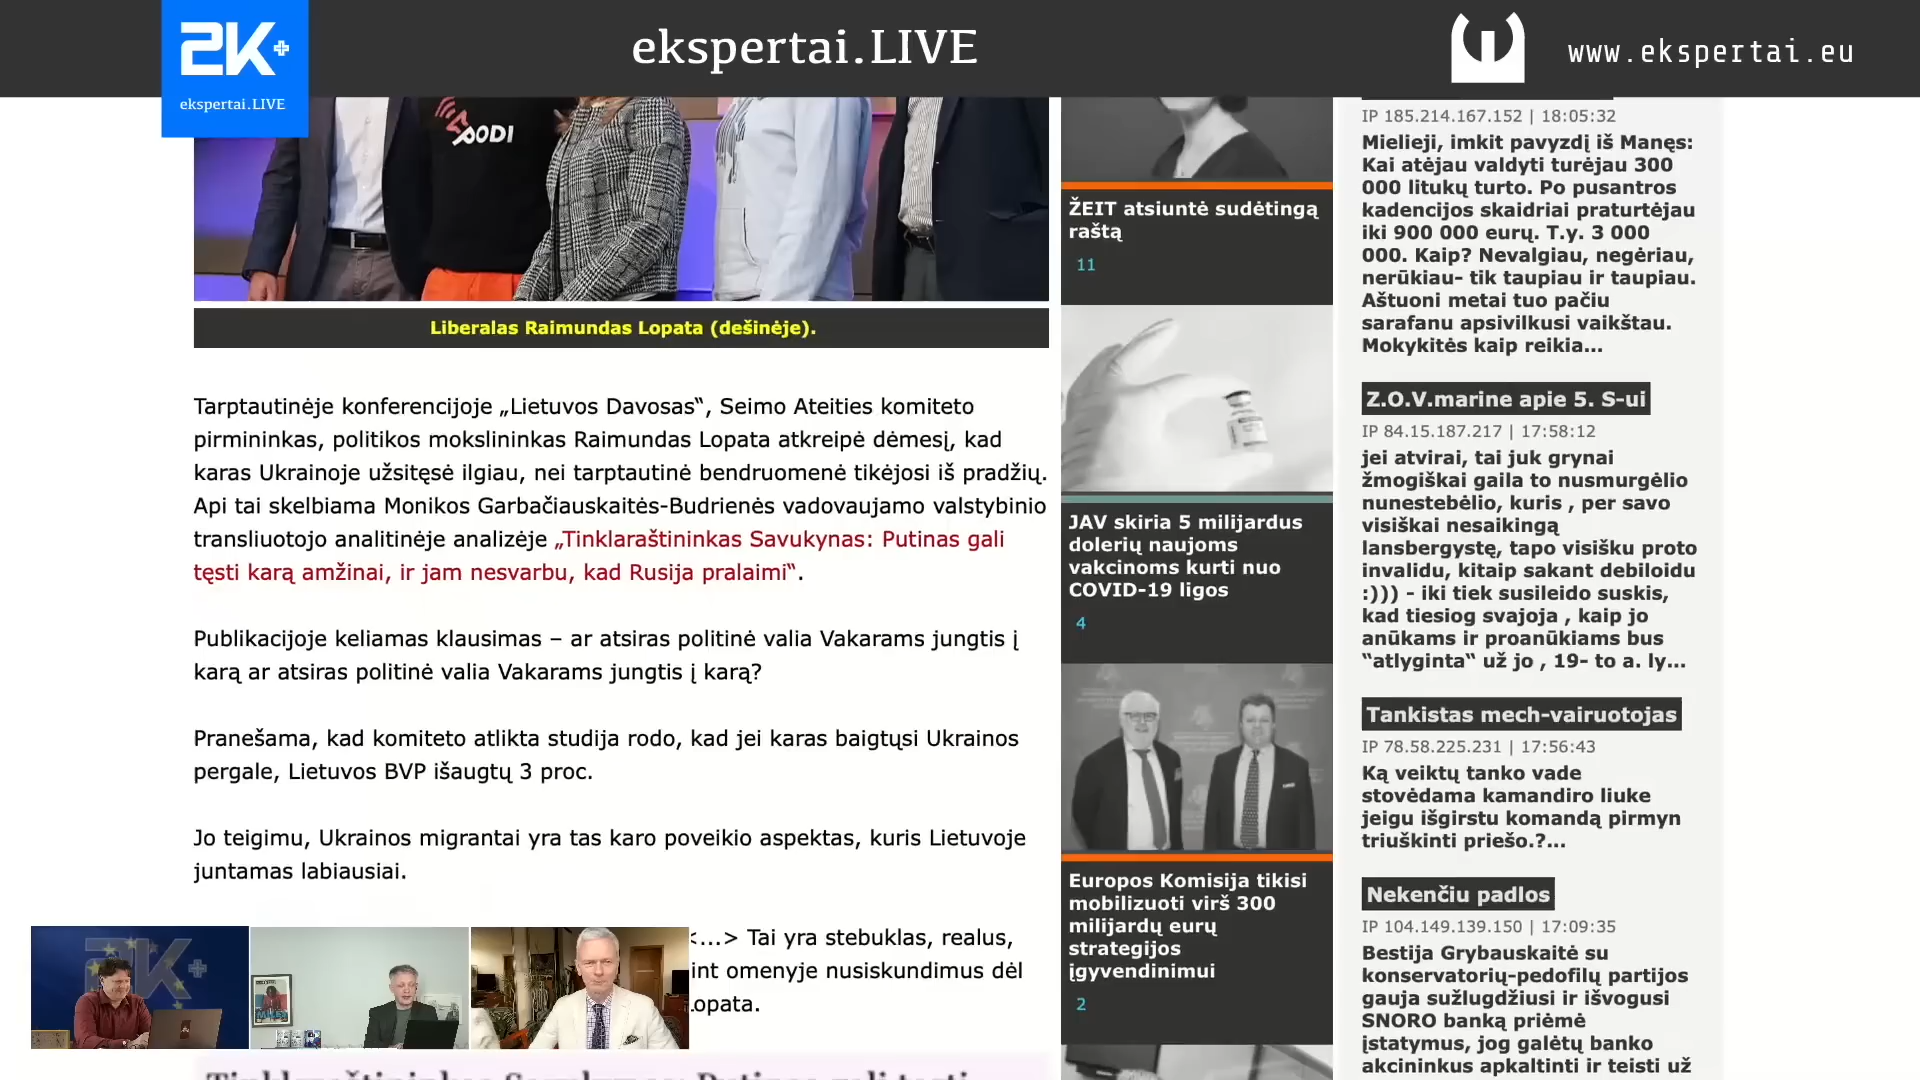 2K+
ekspertai.LIVE
ekspertai.LIVE
www.ekspertai.eu
PODI
Liberalas Raimundas Lopata (dešinėje).
Tarptautinėje konferencijoje „Lietuvos Davosas“, Seimo Ateities komiteto
pirmininkas, politikos mokslininkas Raimundas Lopata atkreipė dėmesį, kad
karas Ukrainoje užsitęsė ilgiau, nei tarptautinė bendruomenė tikėjosi iš pradžių.
Api tai skelbiama Monikos Garbačiauskaitės-Budrienės vadovaujamo valstybinio
transliuotojo analitinėje analizėje „Tinklaraštininkas Savukynas: Putinas gali
tęsti karą amžinai, ir jam nesvarbu, kad Rusija pralaimi“.
Publikacijoje keliamas klausimas – ar atsiras politinė valia Vakarams jungtis į
karą ar atsiras politinė valia Vakarams jungtis į karą?
Pranešama, kad komiteto atlikta studija rodo, kad jei karas baigtųsi Ukrainos
pergale, Lietuvos BVP išaugtų 3 proc.
Jo teigimu, Ukrainos migrantai yra tas karo poveikio aspektas, kuris Lietuvoje
juntamas labiausiai.
<...> Tai yra stebuklas, realus,
int omenyje nusiskundimus dėl
Lopata.
Tinklaraštininkas Savukynas: Putinas gali tęsti
ŽEIT atsiuntė sudėtingą
raštą
11
JAV skiria 5 milijardus
dolerių naujoms
vakcinoms kurti nuo
COVID-19 ligos
4
Europos Komisija tikisi
mobilizuoti virš 300
milijardų eurų
strategijos
įgyvendinimui
2
IP 185.214.167.152 | 18:05:32
Mielieji, imkit pavyzdį iš Manęs:
Kai atėjau valdyti turėjau 300
000 litukų turto. Po pusantros
kadencijos skaidriai praturtėjau
iki 900 000 eurų. T.y. 3 000
000. Kaip? Nevalgiau, negėriau,
nerūkiau- tik taupiau ir taupiau.
Aštuoni metai tuo pačiu
sarafanu apsivilkusi vaikštau.
Mokykitės kaip reikia...
Z.O.V.marine apie 5. S-ui
IP 84.15.187.217 | 17:58:12
jei atvirai, tai juk grynai
žmogiškai gaila to nusmurgėlio
nunestebėlio, kuris , per savo
visiškai nesaikingą
lansbergystę, tapo visišku proto
invalidu, kitaip sakant debiloidu
:))) - iki tiek susileido suskis,
kad tiesiog svajoja , kaip jo
anūkams ir proanūkiams bus
“atlyginta“ už jo , 19- to a. ly...
Tankistas mech-vairuotojas
IP 78.58.225.231 | 17:56:43
Ką veiktų tanko vade
stovėdama kamandiro liuke
jeigu išgirstu komandą pirmyn
triuškinti priešo.?...
Nekenčiu padlos
IP 104.149.139.150 | 17:09:35
Bestija Grybauskaitė su
konservatorių-pedofilų partijos
gauja sužlugdžiusi ir išvogusi
SNORO banką priėmė
įstatymus, jog galėtų banko
akcininkus apkaltinti ir teisti už